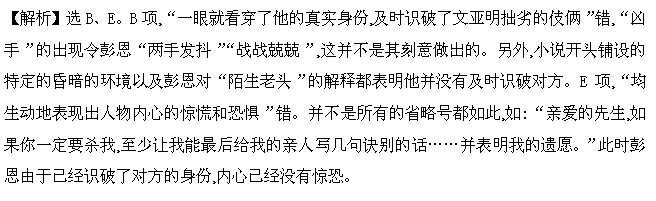 【解析】选B、E。B项,“一眼就看穿了他的真实身份,及时识破了文亚明拙劣的伎俩”错,“凶
手”的出现令彭恩“两手发抖”“战战兢兢”,这并不是其刻意做出的。另外,小说开头铺设的
特定的昏暗的环境以及彭恩对“陌生老头”的解释都表明他并没有及时识破对方。E项,“均
生动地表现出人物内心的惊慌和恐惧”错。并不是所有的省略号都如此,如:“亲爱的先生,如
果你一定要杀我,至少让我能最后给我的亲人写几句诀别的话……并表明我的遗愿。”此时彭
恩由于已经识破了对方的身份,内心已经没有惊恐。